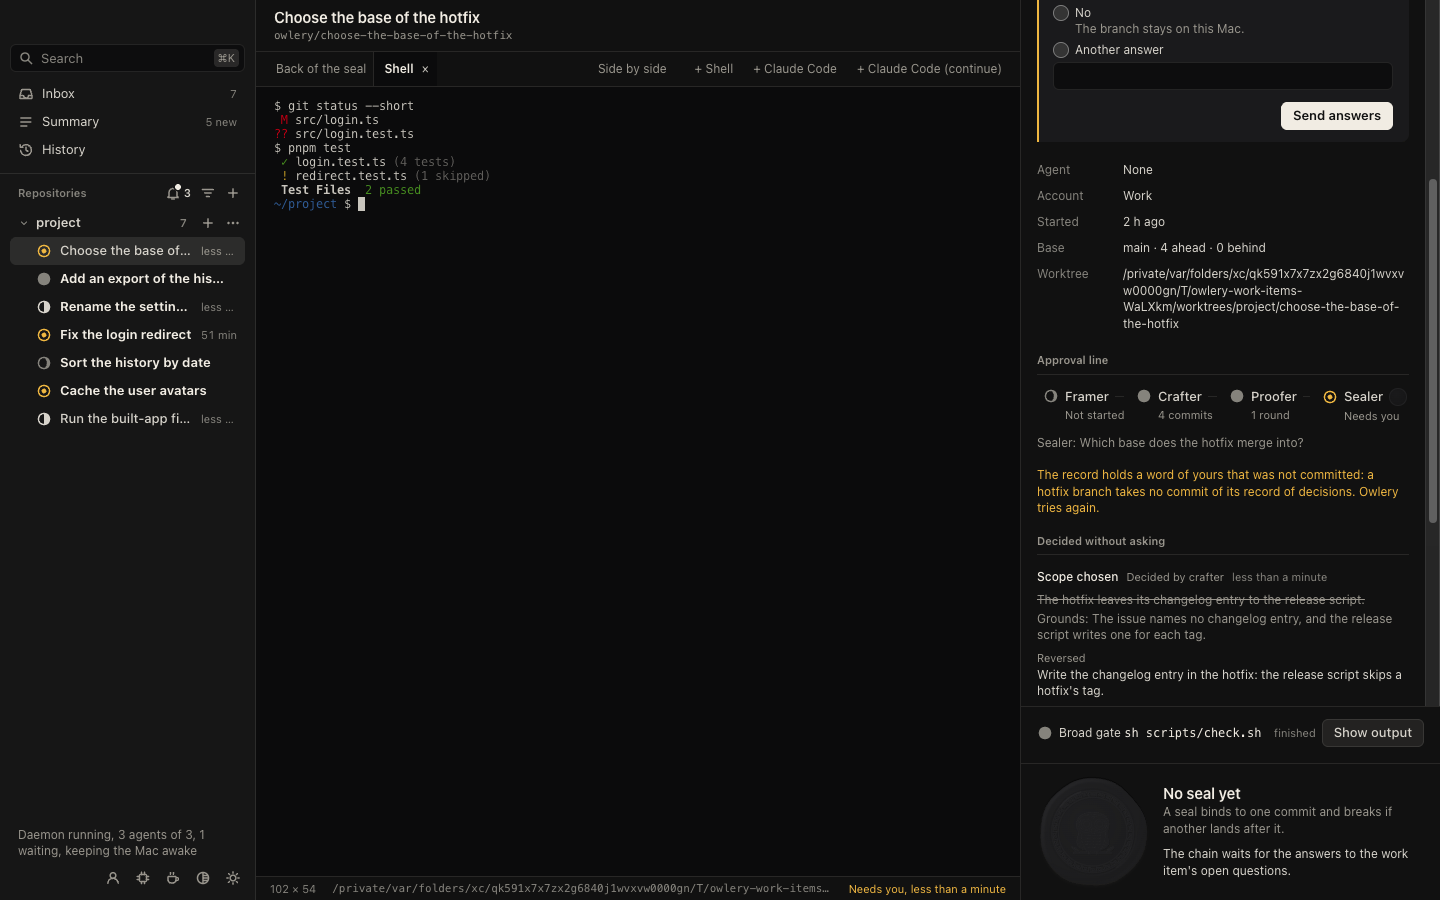 Search ⌘K
Inbox 7
Summary 5 new
History
Repositories 3
project 7
Choose the base of... less ...
Add an export of the his...
Rename the settin... less ...
Fix the login redirect 51 min
Sort the history by date
Cache the user avatars
Run the built-app fi... less ...
Daemon running, 3 agents of 3, 1
waiting, keeping the Mac awake
Choose the base of the hotfix
owlery/choose-the-base-of-the-hotfix
Back of the seal Shell × Side by side + Shell + Claude Code + Claude Code (continue)
$ git status --short
M src/login.ts
?? src/login.test.ts
$ pnpm test
✓ login.test.ts (4 tests)
! redirect.test.ts (1 skipped)
Test Files 2 passed
~/project $
102 × 54 /private/var/folders/xc/qk591x7x7zx2g6840j1wvxvw0000gn/T/owlery-work-items… Needs you, less than a minute
No
The branch stays on this Mac.
Another answer
Send answers
Agent None
Account Work
Started 2 h ago
Base main · 4 ahead · 0 behind
Worktree /private/var/folders/xc/qk591x7x7zx2g6840j1wvxv
w0000gn/T/owlery-work-items-
WaLXkm/worktrees/project/choose-the-base-of-
the-hotfix
Approval line
Framer Crafter Proofer Sealer
Not started 4 commits 1 round Needs you
Sealer: Which base does the hotfix merge into?
The record holds a word of yours that was not committed: a
hotfix branch takes no commit of its record of decisions. Owlery
tries again.
Decided without asking
Scope chosen Decided by crafter less than a minute
The hotfix leaves its changelog entry to the release script.
Grounds: The issue names no changelog entry, and the release
script writes one for each tag.
Reversed
Write the changelog entry in the hotfix: the release script skips a
hotfix's tag.
Broad gate sh scripts/check.sh finished Show output
No seal yet
A seal binds to one commit and breaks if
another lands after it.
The chain waits for the answers to the work
item's open questions.